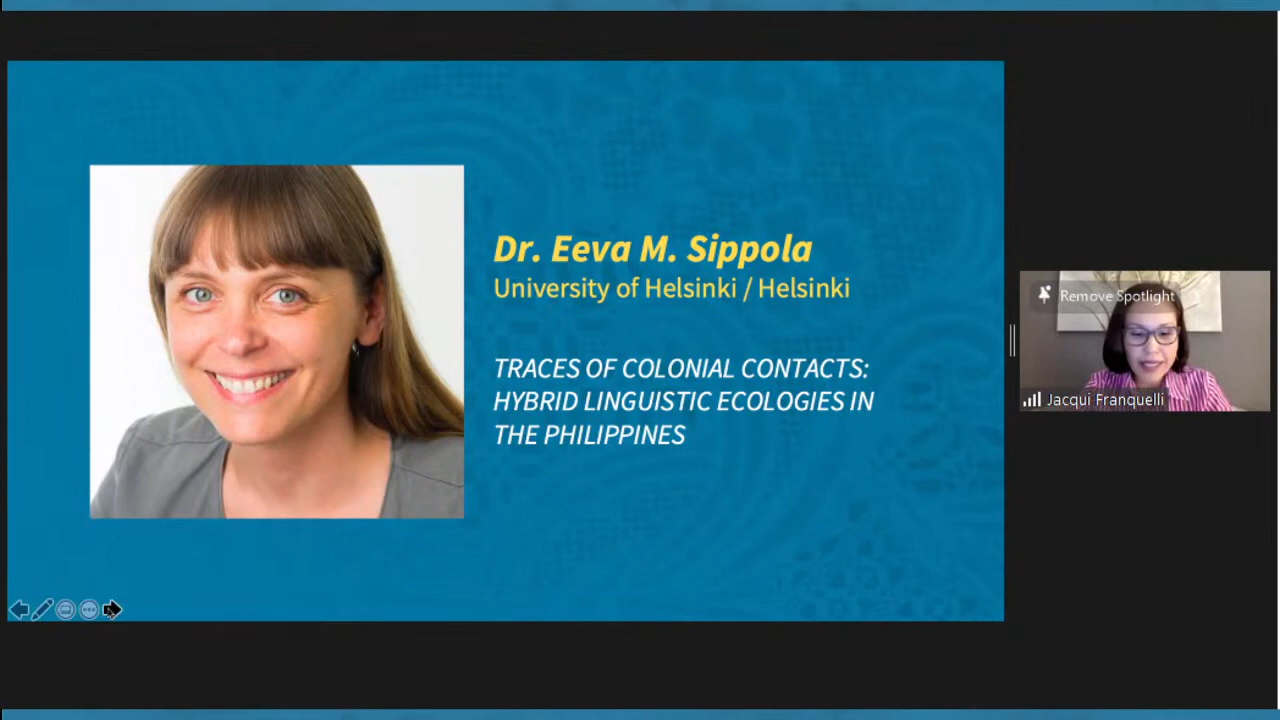 Dr. Eeva M. Sippola
University of Helsinki / Helsinki
TRACES OF COLONIAL CONTACTS:
HYBRID LINGUISTIC ECOLOGIES IN
THE PHILIPPINES
Remove Spotlight
Jacqui Franquelli